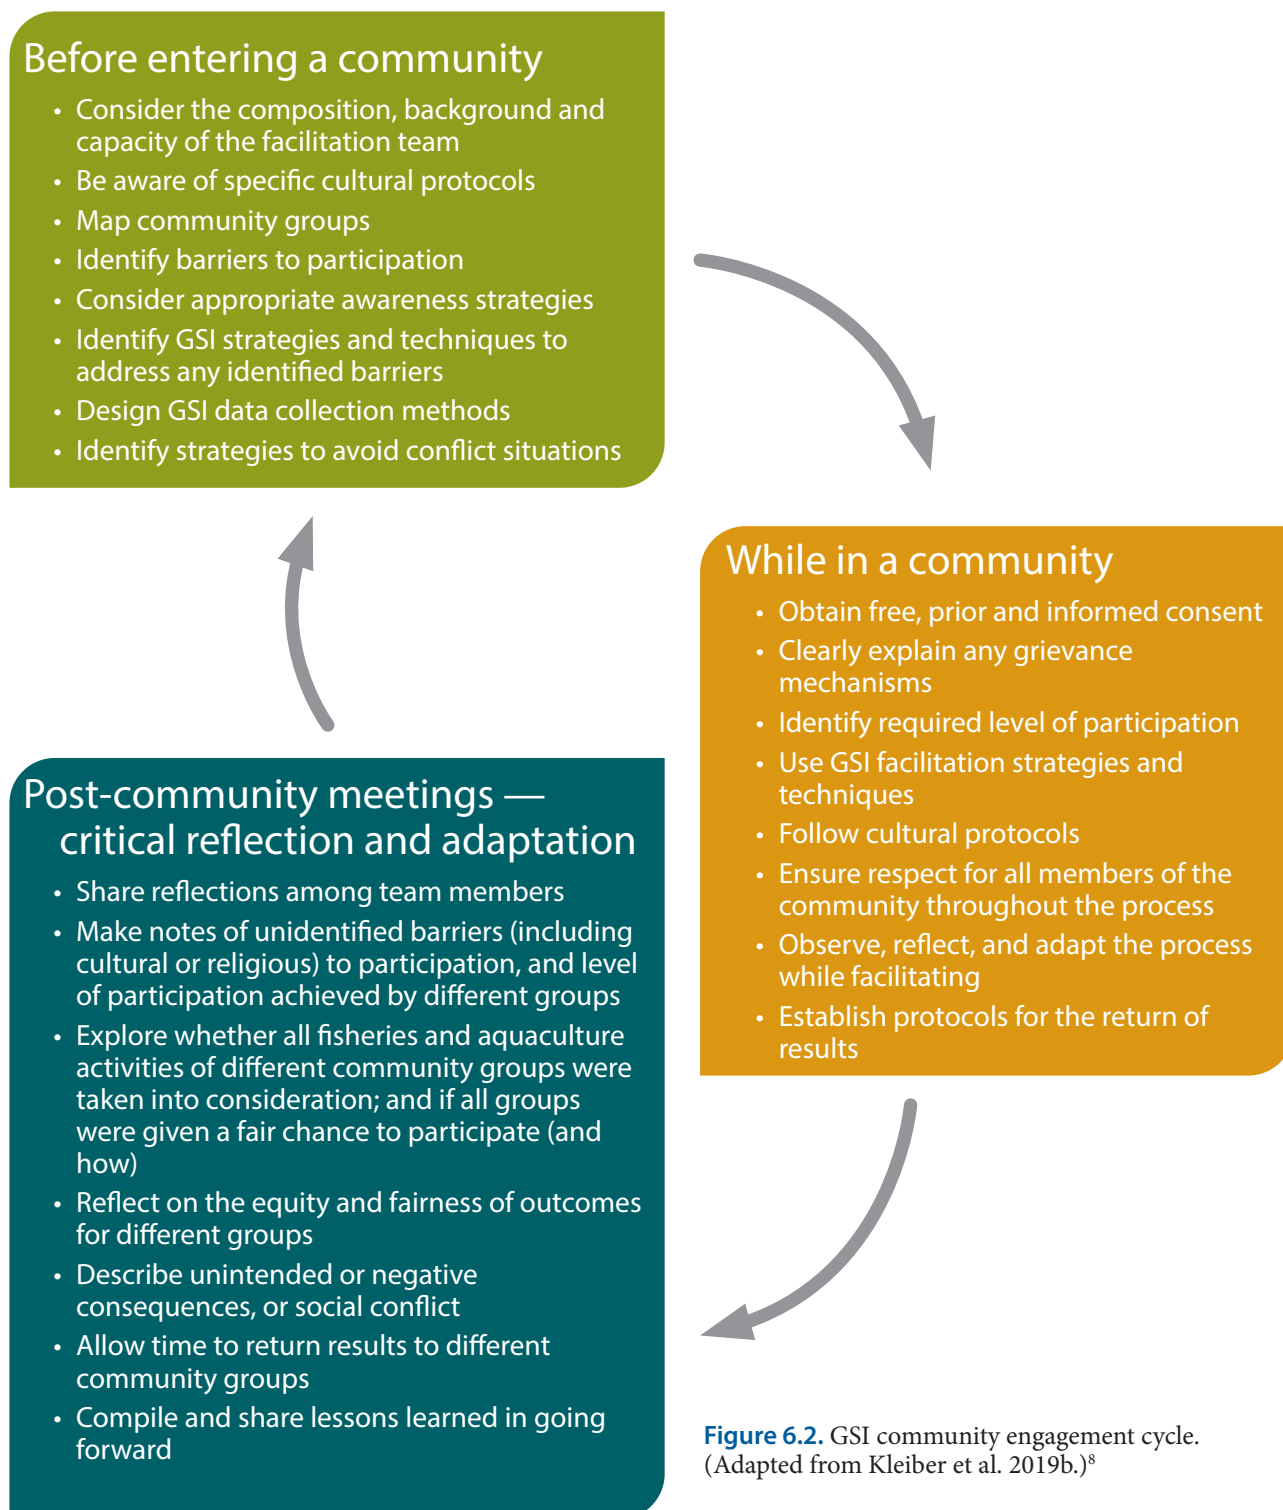 Before entering a community
• Consider the composition, background and
capacity of the facilitation team
• Be aware of specific cultural protocols
• Map community groups
• Identify barriers to participation
• Consider appropriate awareness strategies
• Identify GSI strategies and techniques to
address any identified barriers
• Design GSI data collection methods
• Identify strategies to avoid conflict situations
While in a community
• Obtain free, prior and informed consent
• Clearly explain any grievance
mechanisms
• Identify required level of participation
• Use GSI facilitation strategies and
techniques
• Follow cultural protocols
• Ensure respect for all members of the
community throughout the process
• Observe, reflect, and adapt the process
while facilitating
• Establish protocols for the return of
results
Post-community meetings —
critical reflection and adaptation
• Share reflections among team members
• Make notes of unidentified barriers (including
cultural or religious) to participation, and level
of participation achieved by different groups
• Explore whether all fisheries and aquaculture
activities of different community groups were
taken into consideration; and if all groups
were given a fair chance to participate (and
how)
• Reflect on the equity and fairness of outcomes
for different groups
• Describe unintended or negative
consequences, or social conflict
• Allow time to return results to different
community groups
• Compile and share lessons learned in going
forward
Figure 6.2. GSI community engagement cycle.
(Adapted from Kleiber et al. 2019b.)⁸